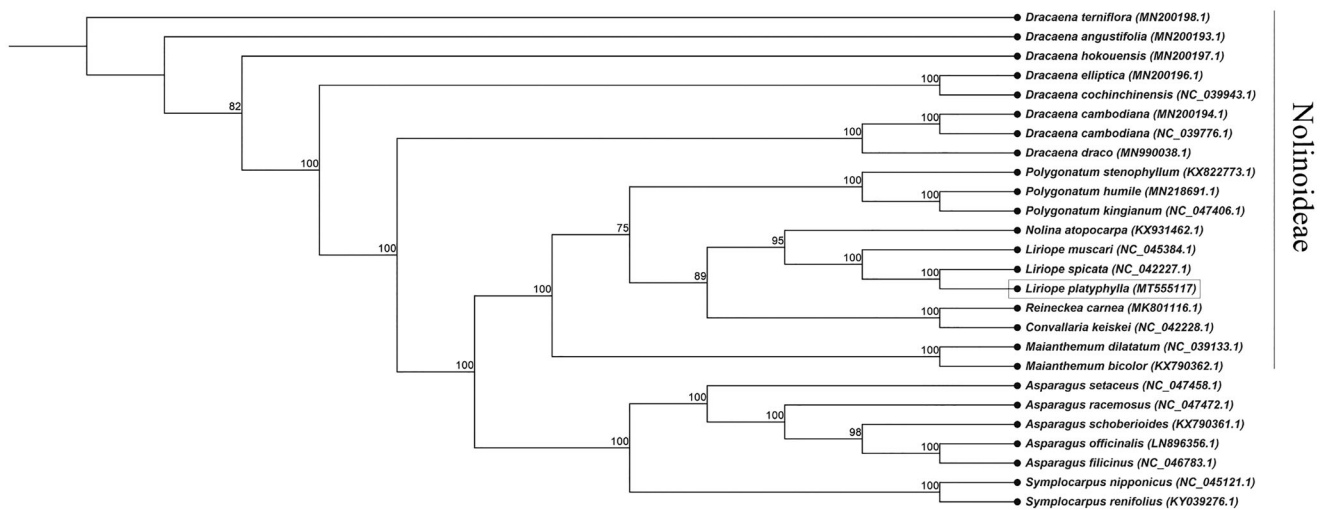 Dracaena terniflora (MN200198.1)
Dracaena angustifolia (MN200193.1)
Dracaena hokouensis (MN200197.1)
82
Dracaena elliptica (MN200196.1)
100
Dracaena cochinchinensis (NC_039943.1)
100
Dracaena cambodiana (MN200194.1)
100
Dracaena cambodiana (NC_039776.1)
100
Dracaena draco (MN990038.1)
100
Polygonatum stenophyllum (KX822773.1)
100
Polygonatum humile (MN218691.1)
100
Polygonatum kingianum (NC_047406.1)
75
Nolina atopocarpa (KX931462.1)
95
Liriope muscari (NC_045384.1)
100
Liriope spicata (NC_042227.1)
100
Liriope platyphylla (MT555117)
89
Reineckea carnea (MK801116.1)
100
Convallaria keiskei (NC_042228.1)
100
Maianthemum dilatatum (NC_039133.1)
100
Maianthemum bicolor (KX790362.1)
100
Asparagus setaceus (NC_047458.1)
100
Asparagus racemosus (NC_047472.1)
100
Asparagus schoberioides (KX790361.1)
98
Asparagus officinalis (LN896356.1)
100
Asparagus filicinus (NC_046783.1)
100
Symplocarpus nipponicus (NC_045121.1)
100
Symplocarpus renifolius (KY039276.1)
Nolinoideae